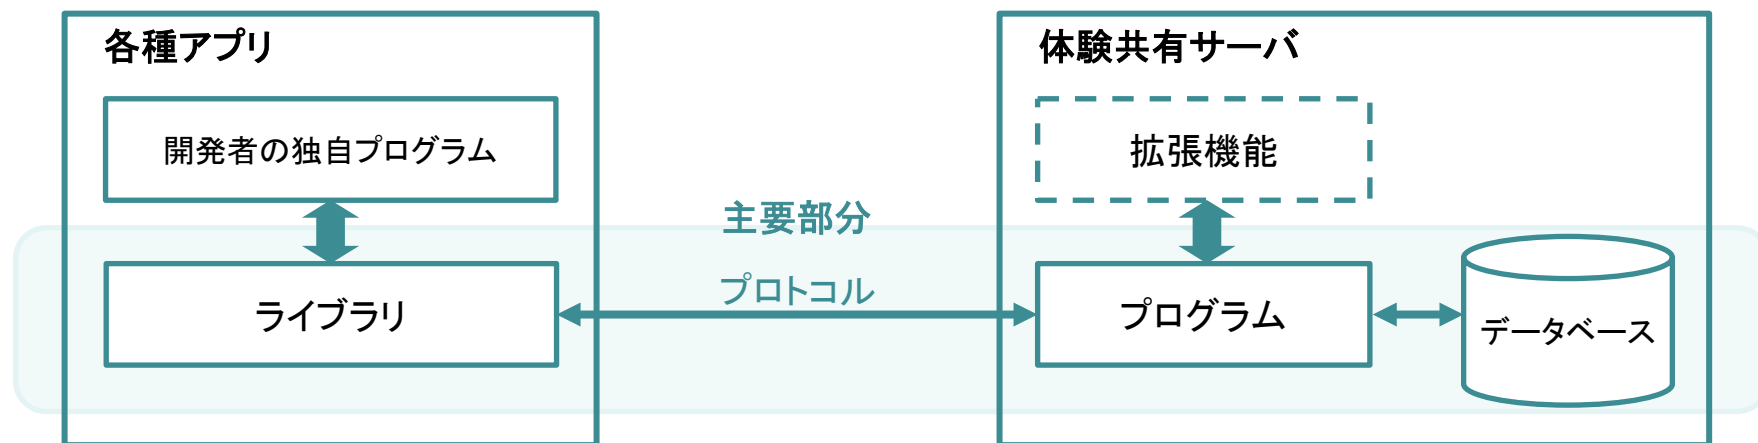 各種アプリ
体験共有サーバ
開発者の独自プログラム
拡張機能
主要部分
プロトコル
ライブラリ
プログラム
データベース